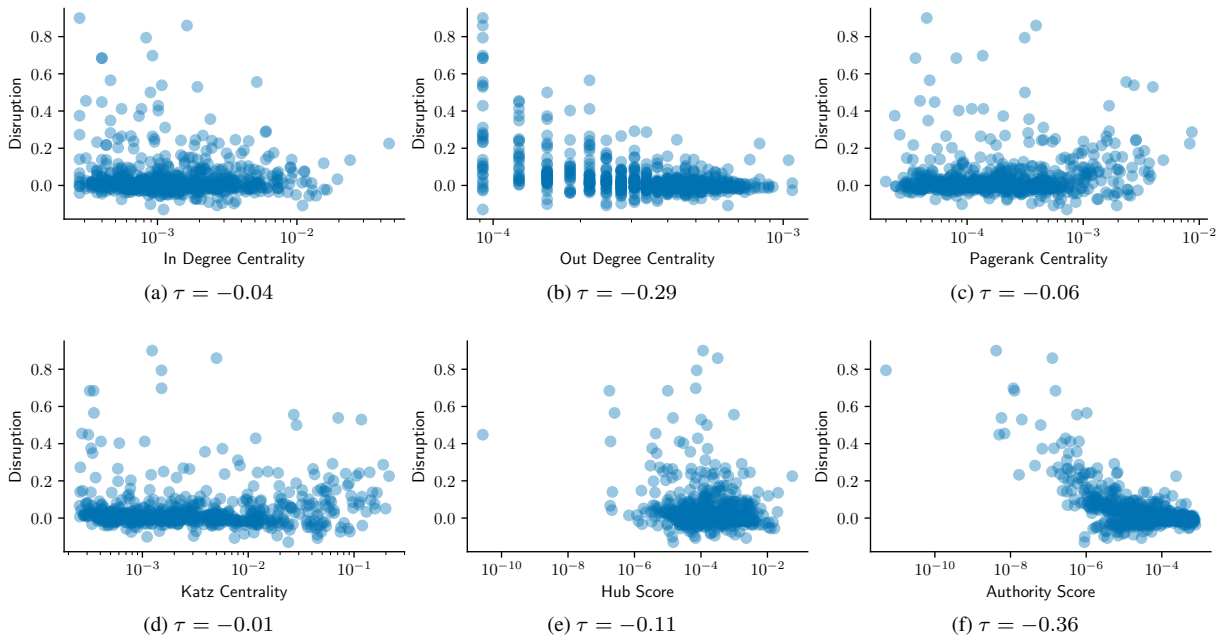 0.8
0.6
0.4
0.2
0.0
Disruption
10⁻³
10⁻²
In Degree Centrality
(a) τ = −0.04
0.8
0.6
0.4
0.2
0.0
Disruption
10⁻⁴
10⁻³
Out Degree Centrality
(b) τ = −0.29
0.8
0.6
0.4
0.2
0.0
Disruption
10⁻⁴
10⁻³
10⁻²
Pagerank Centrality
(c) τ = −0.06
0.8
0.6
0.4
0.2
0.0
Disruption
10⁻³
10⁻²
10⁻¹
Katz Centrality
(d) τ = −0.01
0.8
0.6
0.4
0.2
0.0
Disruption
10⁻¹⁰
10⁻⁸
10⁻⁶
10⁻⁴
10⁻²
Hub Score
(e) τ = −0.11
0.8
0.6
0.4
0.2
0.0
Disruption
10⁻¹⁰
10⁻⁸
10⁻⁶
10⁻⁴
Authority Score
(f) τ = −0.36